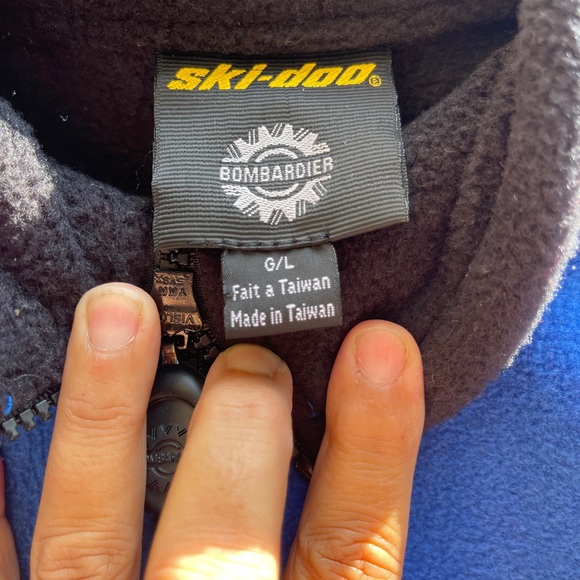 ski-doo®
BOMBARDIER
G/L
Fait a Taiwan
Made in Taiwan